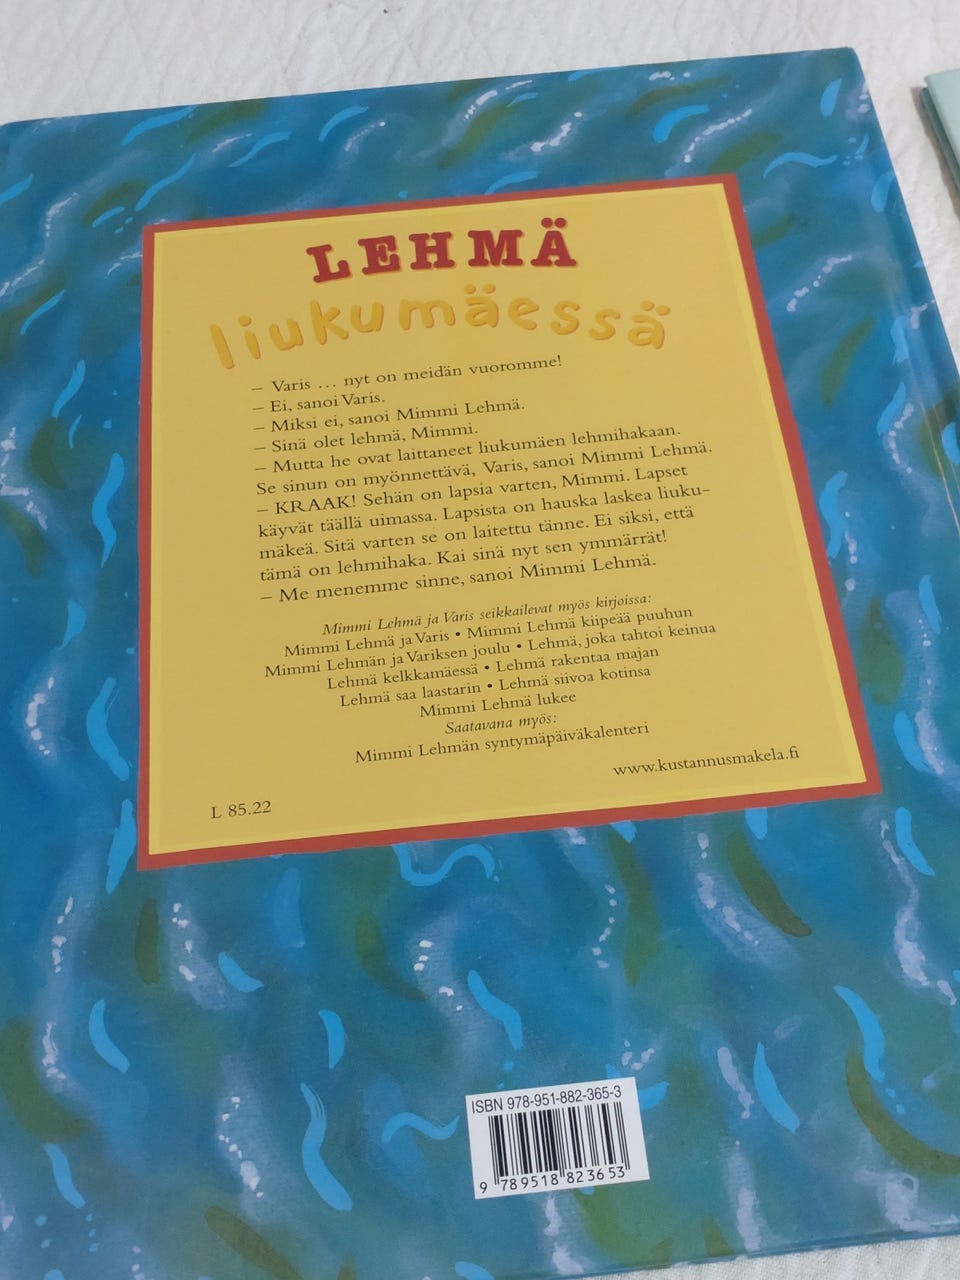 LEHMÄ
liukumäessä
– Varis ... nyt on meidän vuoromme!
– Ei, sanoi Varis.
– Miksi ei, sanoi Mimmi Lehmä.
– Sinä olet lehmä, Mimmi.
– Mutta he ovat laittaneet liukumäen lehmihakaan.
Se sinun on myönnettävä, Varis, sanoi Mimmi Lehmä.
– KRAAK! Sehän on lapsia varten, Mimmi. Lapset
käyvät täällä uimassa. Lapsista on hauska laskea liuku-
mäkeä. Sitä varten se on laitettu tänne. Ei siksi, että
tämä on lehmihaka. Kai sinä nyt sen ymmärrät!
– Me menemme sinne, sanoi Mimmi Lehmä.
Mimmi Lehmä ja Varis seikkailevat myös kirjoissa:
Mimmi Lehmä ja Varis • Mimmi Lehmä kiipeää puuhun
Mimmi Lehmän ja Variksen joulu • Lehmä, joka tahtoi keinua
Lehmä kelkkamäessä • Lehmä rakentaa majan
Lehmä saa laastarin • Lehmä siivoa kotinsa
Mimmi Lehmä lukee
Saatavana myös:
Mimmi Lehmän syntymäpäiväkalenteri
www.kustannusmakela.fi
L 85.22
ISBN 978-951-882-365-3
9 789518 823653